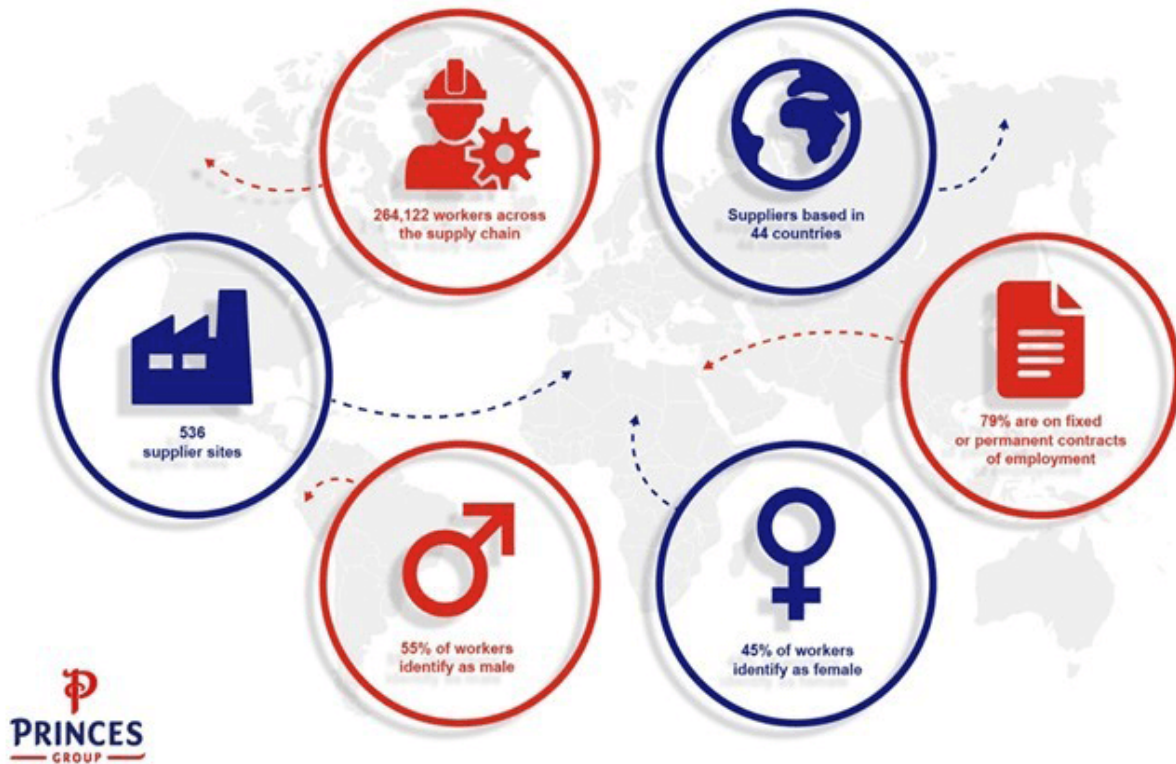 264,122 workers across
the supply chain
Suppliers based in
44 countries
536
supplier sites
79% are on fixed
or permanent contracts
of employment
55% of workers
identify as male
45% of workers
identify as female
PRINCES
GROUP